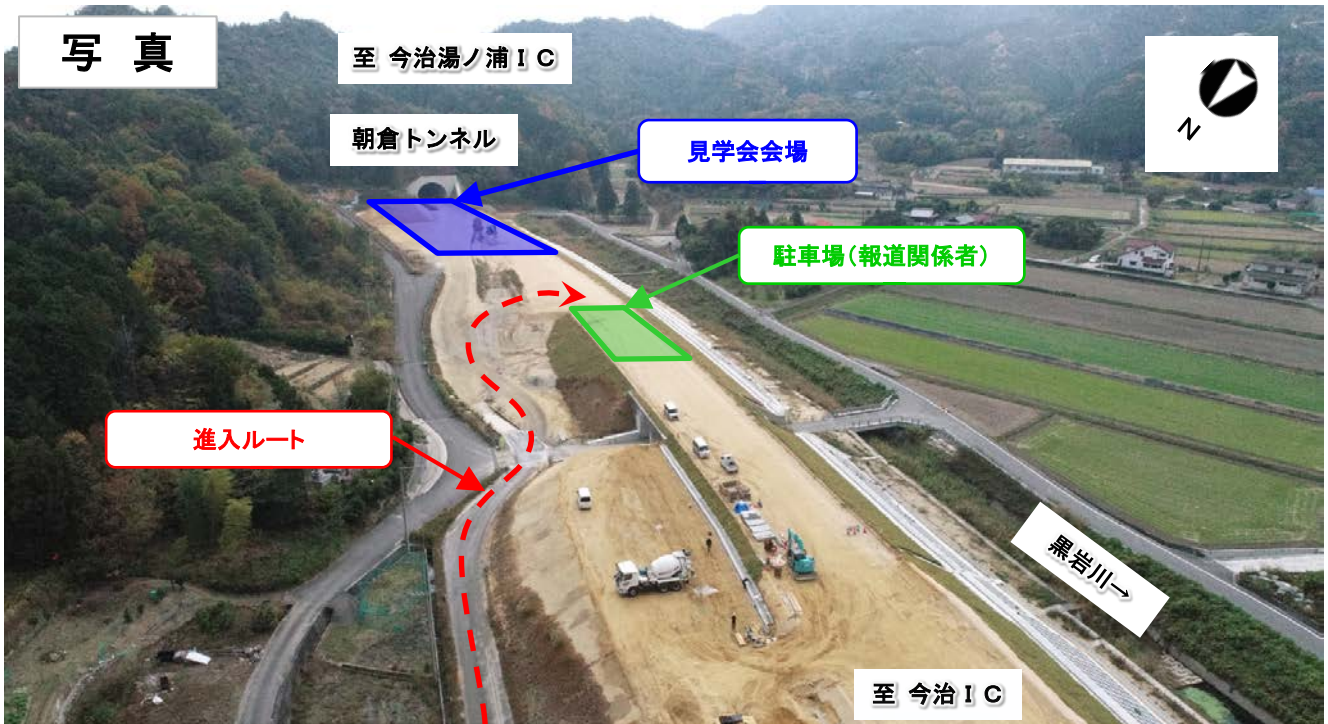 写 真
至 今治湯ノ浦ＩＣ
朝倉トンネル
見学会会場
駐車場(報道関係者)
進入ルート
黒岩川→
至 今治ＩＣ
N